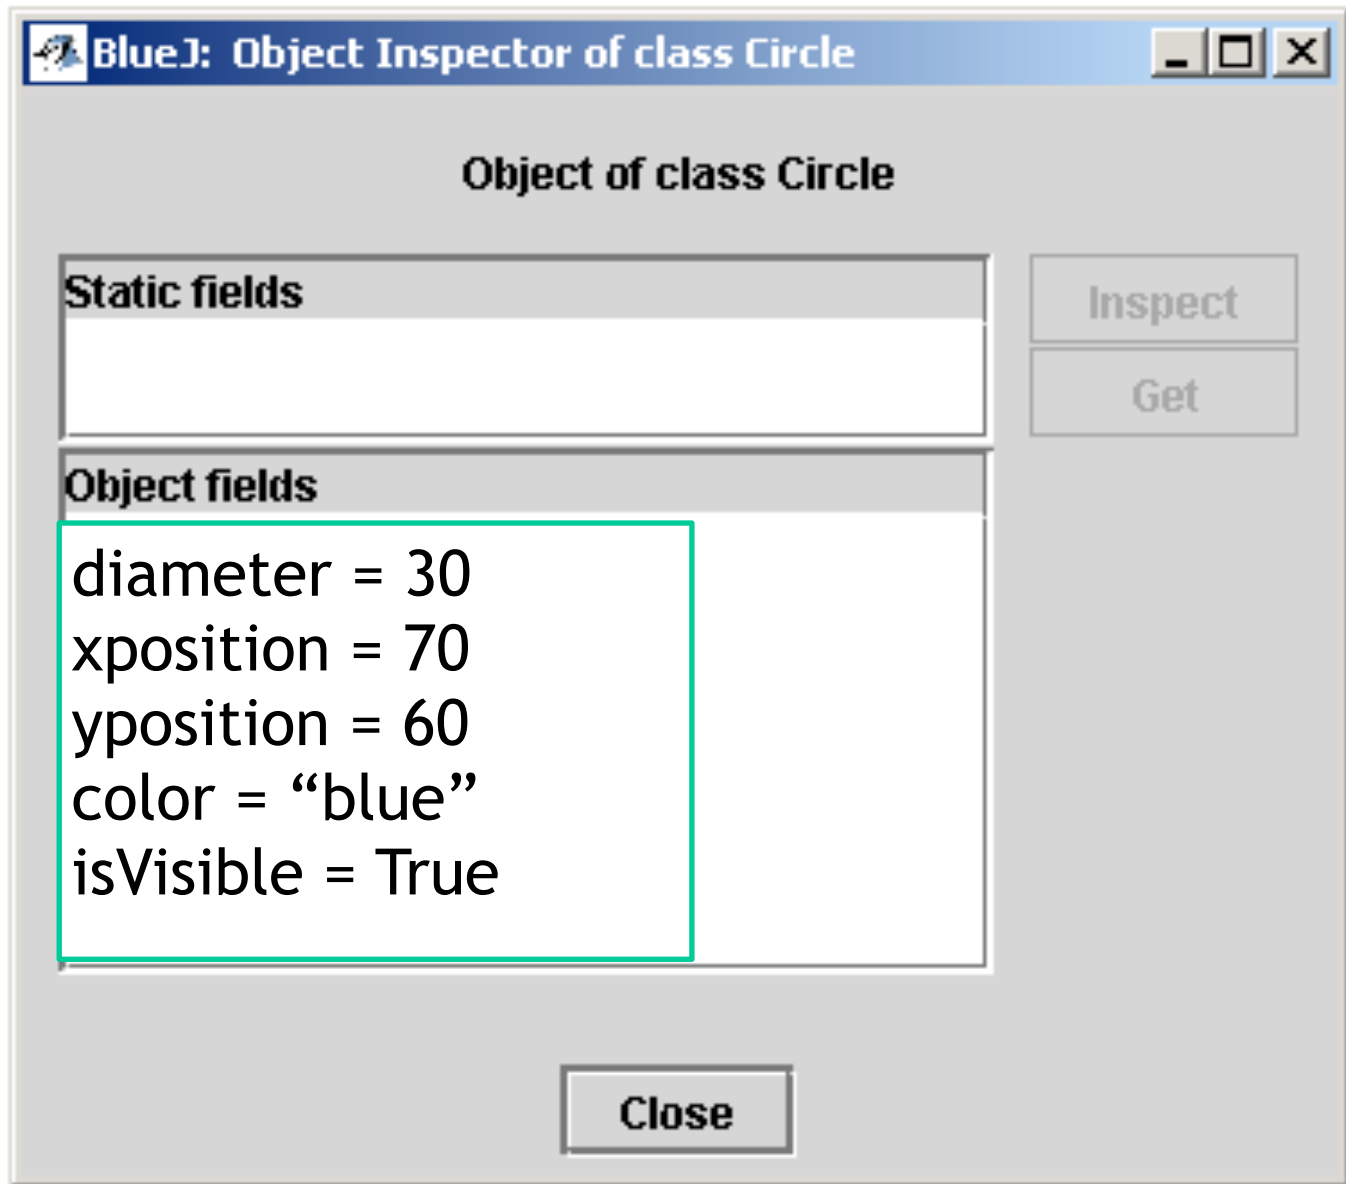 BlueJ: Object Inspector of class Circle
Object of class Circle
Static fields
Inspect
Get
Object fields
diameter = 30
xposition = 70
yposition = 60
color = “blue”
isVisible = True
Close